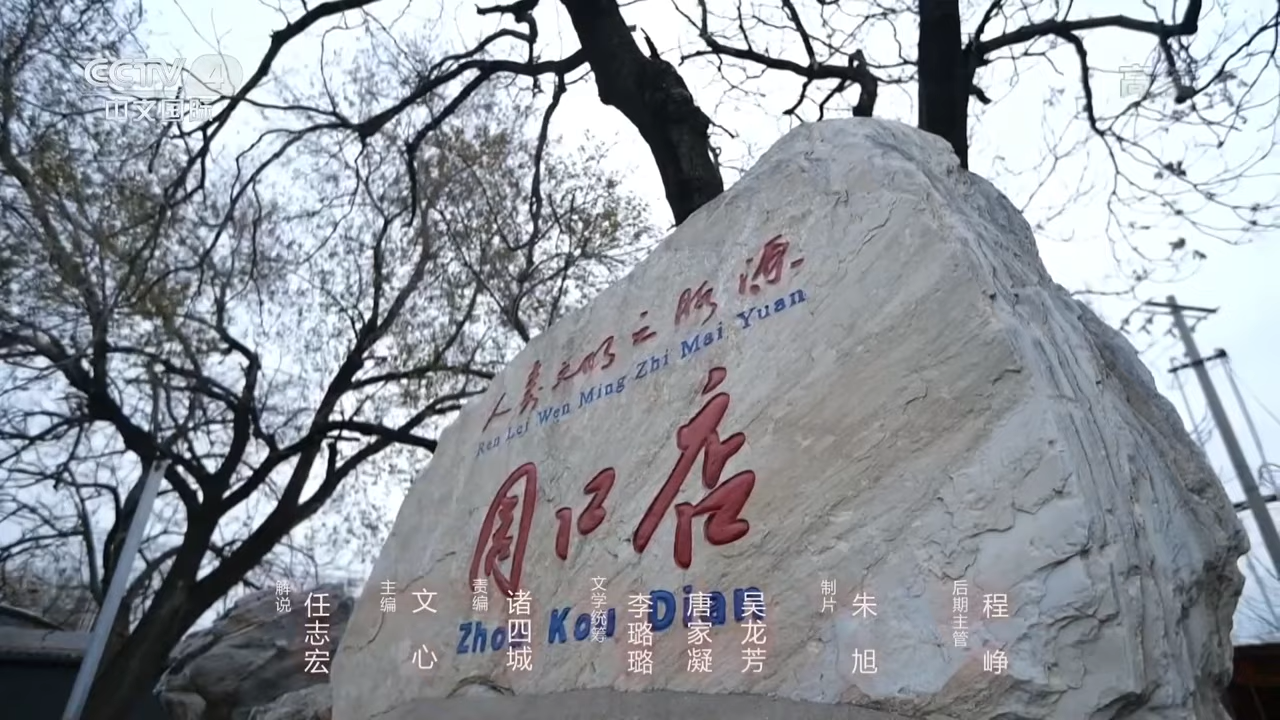 CCTV 4
中文国际
高
人类文明之脉源
Ren Lei Wen Ming Zhi Mai Yuan
周口店
Zhou Kou Dian
解说
任志宏
主编
文心
责编
诸四城
文学统筹
李璐璐
唐家凝
吴龙芳
制片
朱旭
后期主管
程峥